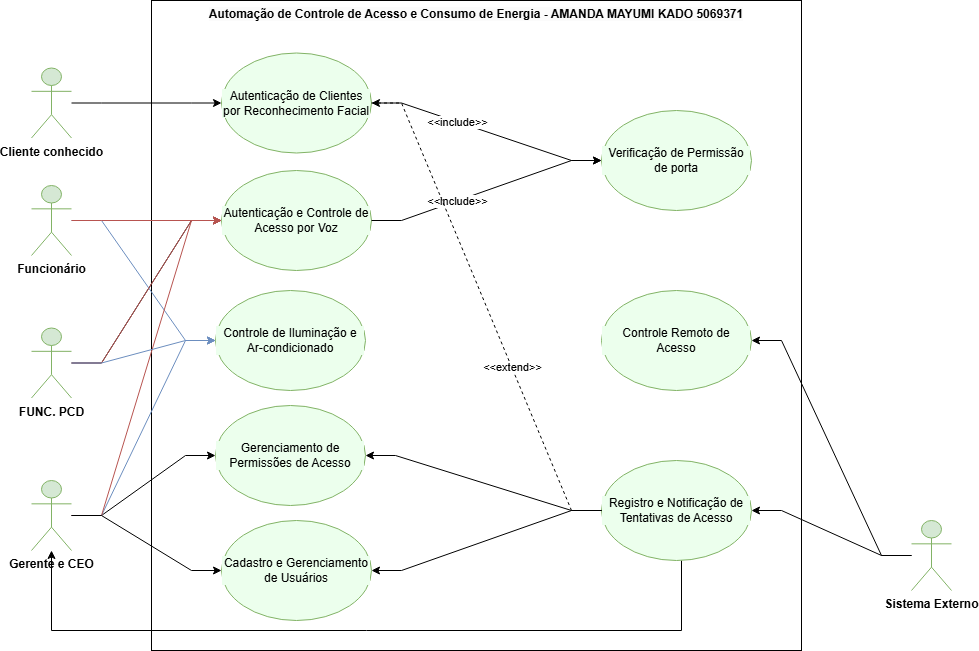 Automação de Controle de Acesso e Consumo de Energia - AMANDA MAYUMI KADO 5069371
Autenticação de Clientes
por Reconhecimento Facial
<<include>>
Cliente conhecido
Verificação de Permissão
de porta
<<include>>
Autenticação e Controle de
Acesso por Voz
Funcionário
Controle de Iluminação e
Ar-condicionado
Controle Remoto de
Acesso
<<extend>>
FUNC. PCD
Gerenciamento de
Permissões de Acesso
Registro e Notificação de
Tentativas de Acesso
Gerente e CEO
Cadastro e Gerenciamento
de Usuários
Sistema Externo